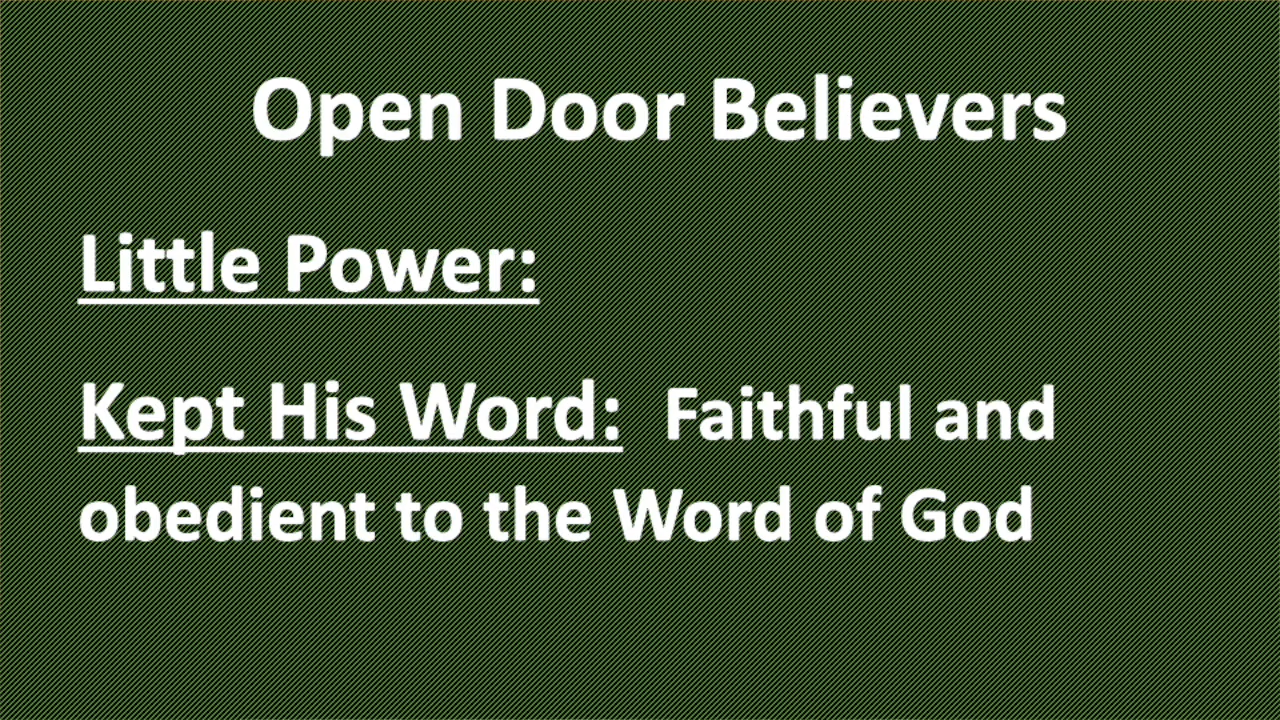 Open Door Believers
Little Power:
Kept His Word: Faithful and
obedient to the Word of God